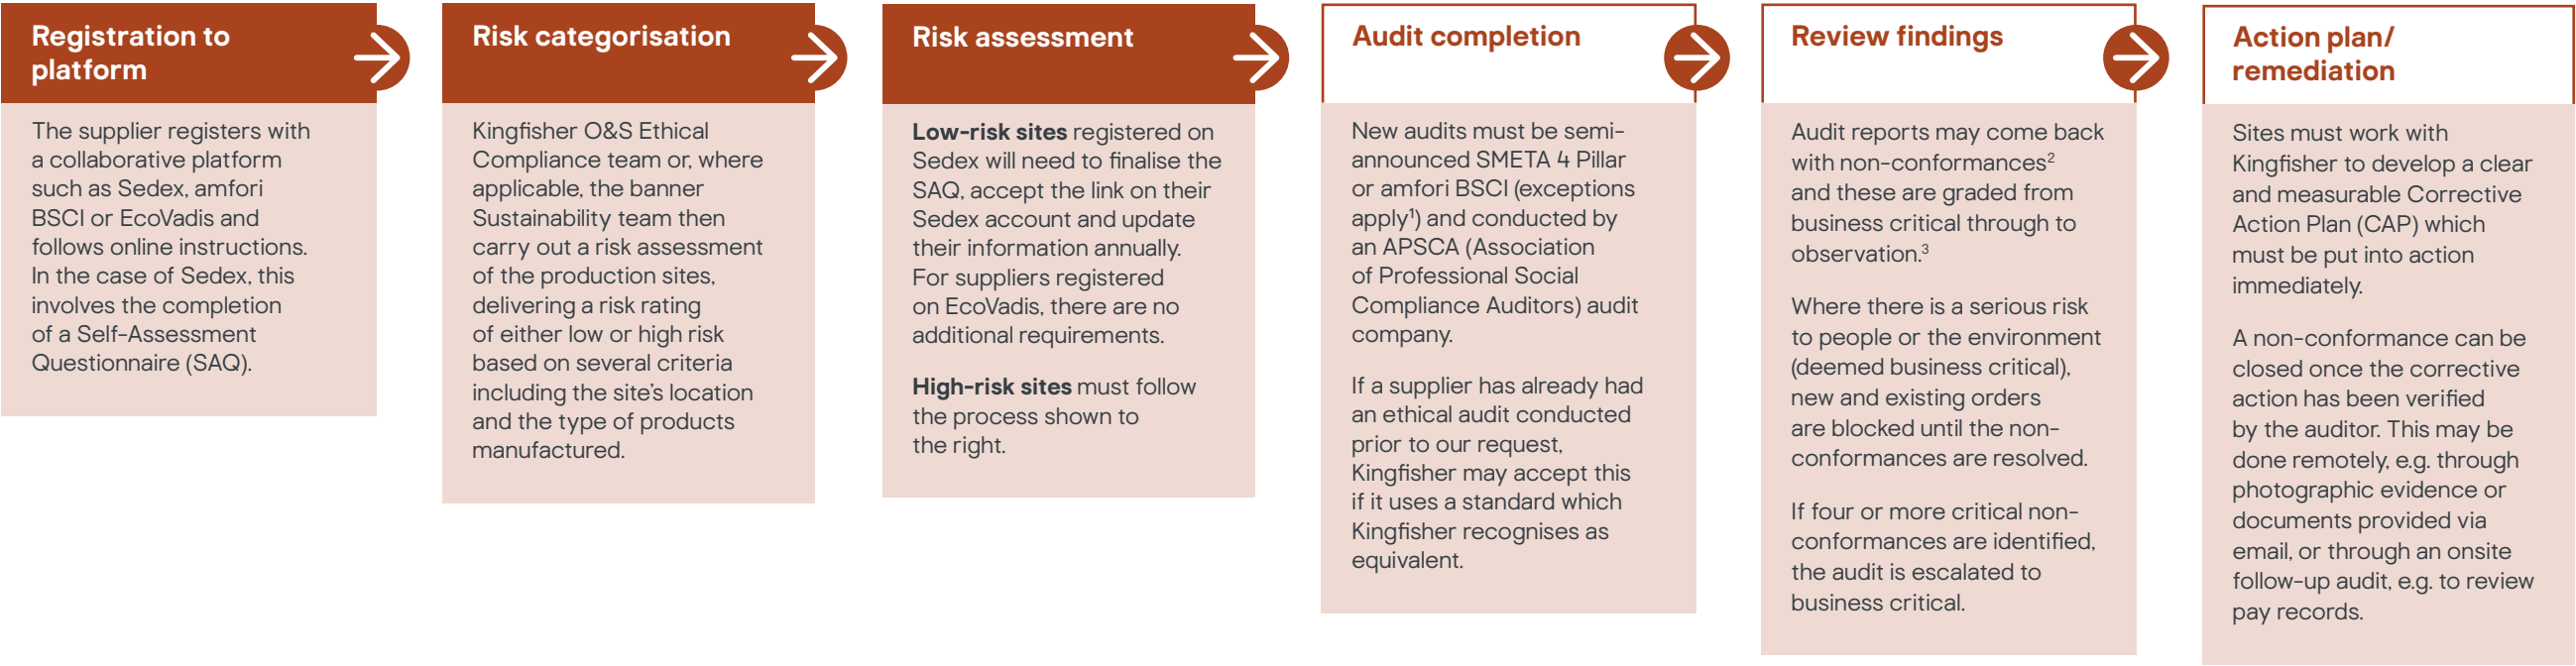 Registration to
platform
The supplier registers with
a collaborative platform
such as Sedex, amfori
BSCI or EcoVadis and
follows online instructions.
In the case of Sedex, this
involves the completion
of a Self-Assessment
Questionnaire (SAQ).
Risk categorisation
Kingfisher O&S Ethical
Compliance team or, where
applicable, the banner
Sustainability team then
carry out a risk assessment
of the production sites,
delivering a risk rating
of either low or high risk
based on several criteria
including the site’s location
and the type of products
manufactured.
Risk assessment
Low-risk sites registered on
Sedex will need to finalise the
SAQ, accept the link on their
Sedex account and update
their information annually.
For suppliers registered
on EcoVadis, there are no
additional requirements.
High-risk sites must follow
the process shown to
the right.
Audit completion
New audits must be semi-
announced SMETA 4 Pillar
or amfori BSCI (exceptions
apply¹) and conducted by
an APSCA (Association
of Professional Social
Compliance Auditors) audit
company.
If a supplier has already had
an ethical audit conducted
prior to our request,
Kingfisher may accept this
if it uses a standard which
Kingfisher recognises as
equivalent.
Review findings
Audit reports may come back
with non-conformances²
and these are graded from
business critical through to
observation.³
Where there is a serious risk
to people or the environment
(deemed business critical),
new and existing orders
are blocked until the non-
conformances are resolved.
If four or more critical non-
conformances are identified,
the audit is escalated to
business critical.
Action plan/
remediation
Sites must work with
Kingfisher to develop a clear
and measurable Corrective
Action Plan (CAP) which
must be put into action
immediately.
A non-conformance can be
closed once the corrective
action has been verified
by the auditor. This may be
done remotely, e.g. through
photographic evidence or
documents provided via
email, or through an onsite
follow-up audit, e.g. to review
pay records.